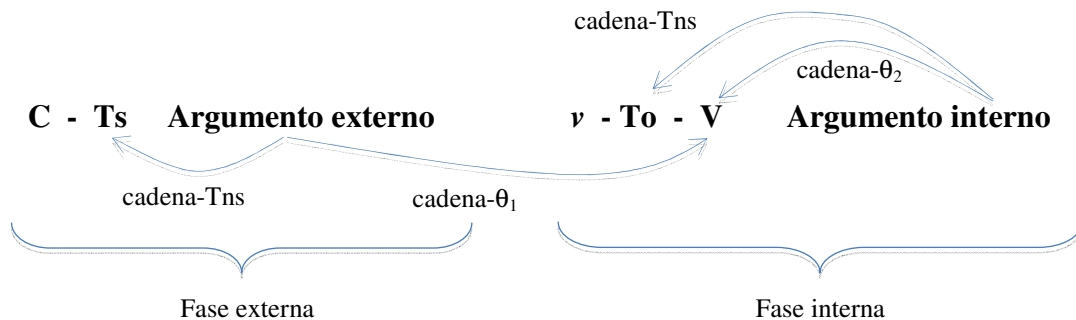 cadena-Tns
cadena-θ2
C - Ts Argumento externo v - To - V Argumento interno
cadena-Tns cadena-θ1
Fase externa Fase interna